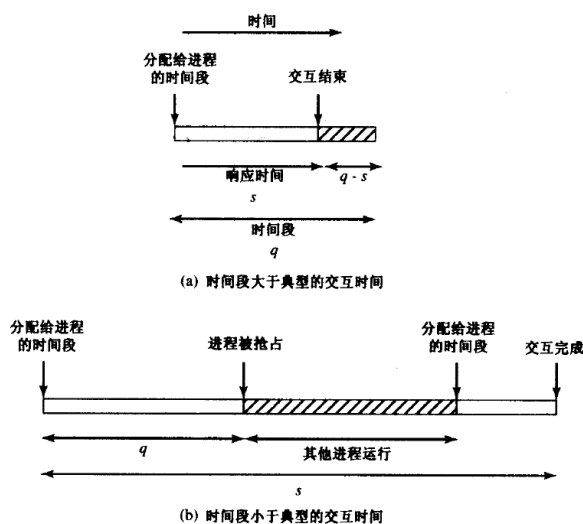 时间
分配给进程
的时间段
交互结束
响应时间
q - s
s
时间段
q
(a) 时间段大于典型的交互时间
分配给进程
的时间段
进程被抢占
分配给进程
的时间段
交互完成
q
其他进程运行
s
(b) 时间段小于典型的交互时间